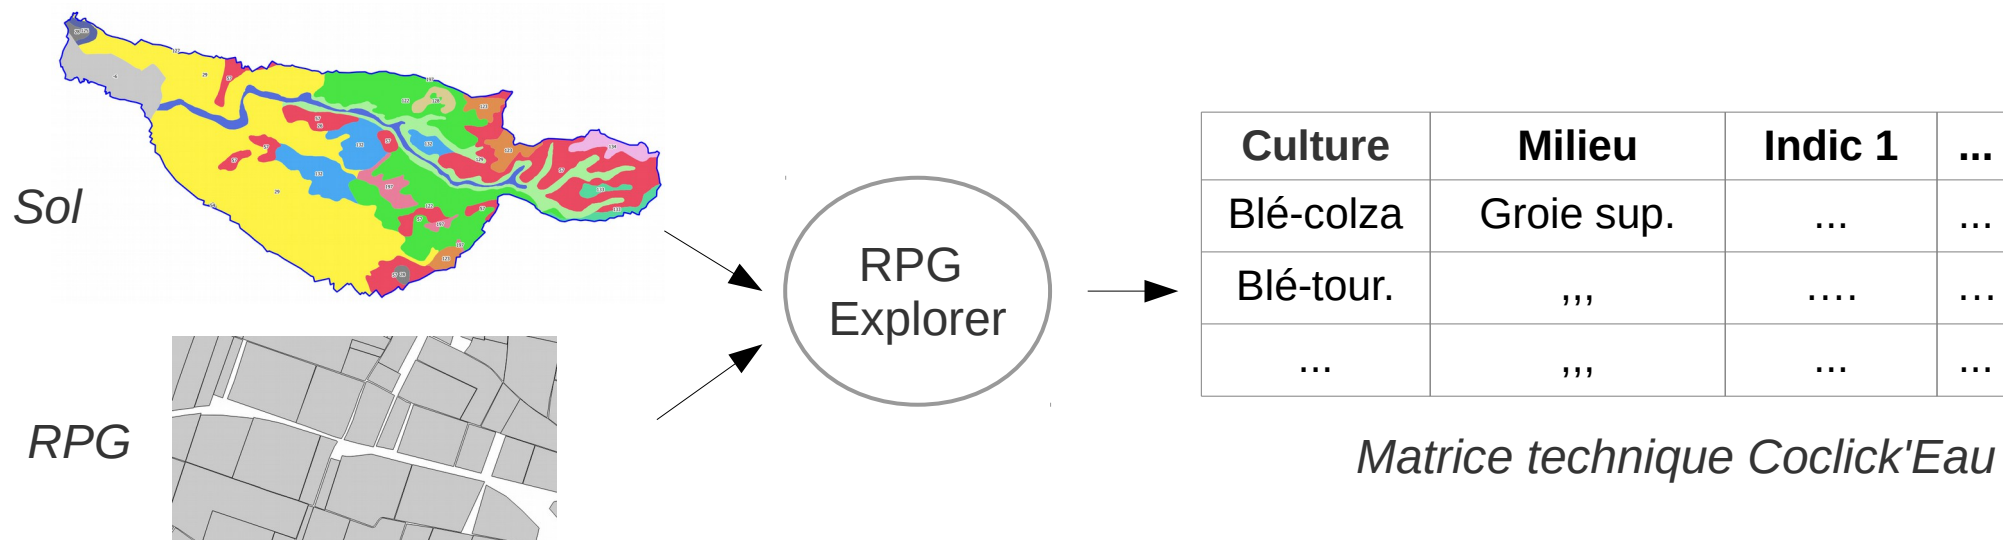 Sol
RPG
RPG
Explorer
Culture Milieu Indic 1 ...
Blé-colza Groie sup. ... ...
Blé-tour. ,,, .... ...
... ,,, ... ...
Matrice technique Coclick'Eau